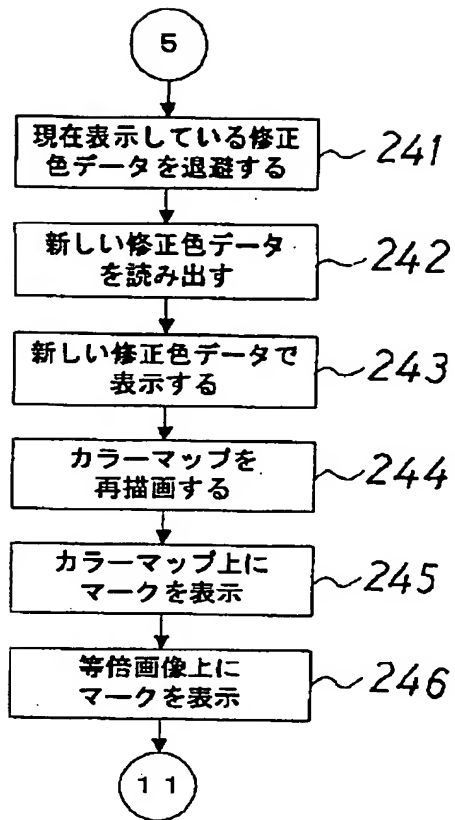 5
現在表示している修正
色データを退避する
241
新しい修正色データ
を読み出す
242
新しい修正色データで
表示する
243
カラーマップを
再描画する
244
カラーマップ上に
マークを表示
245
等倍画像上に
マークを表示
246
11